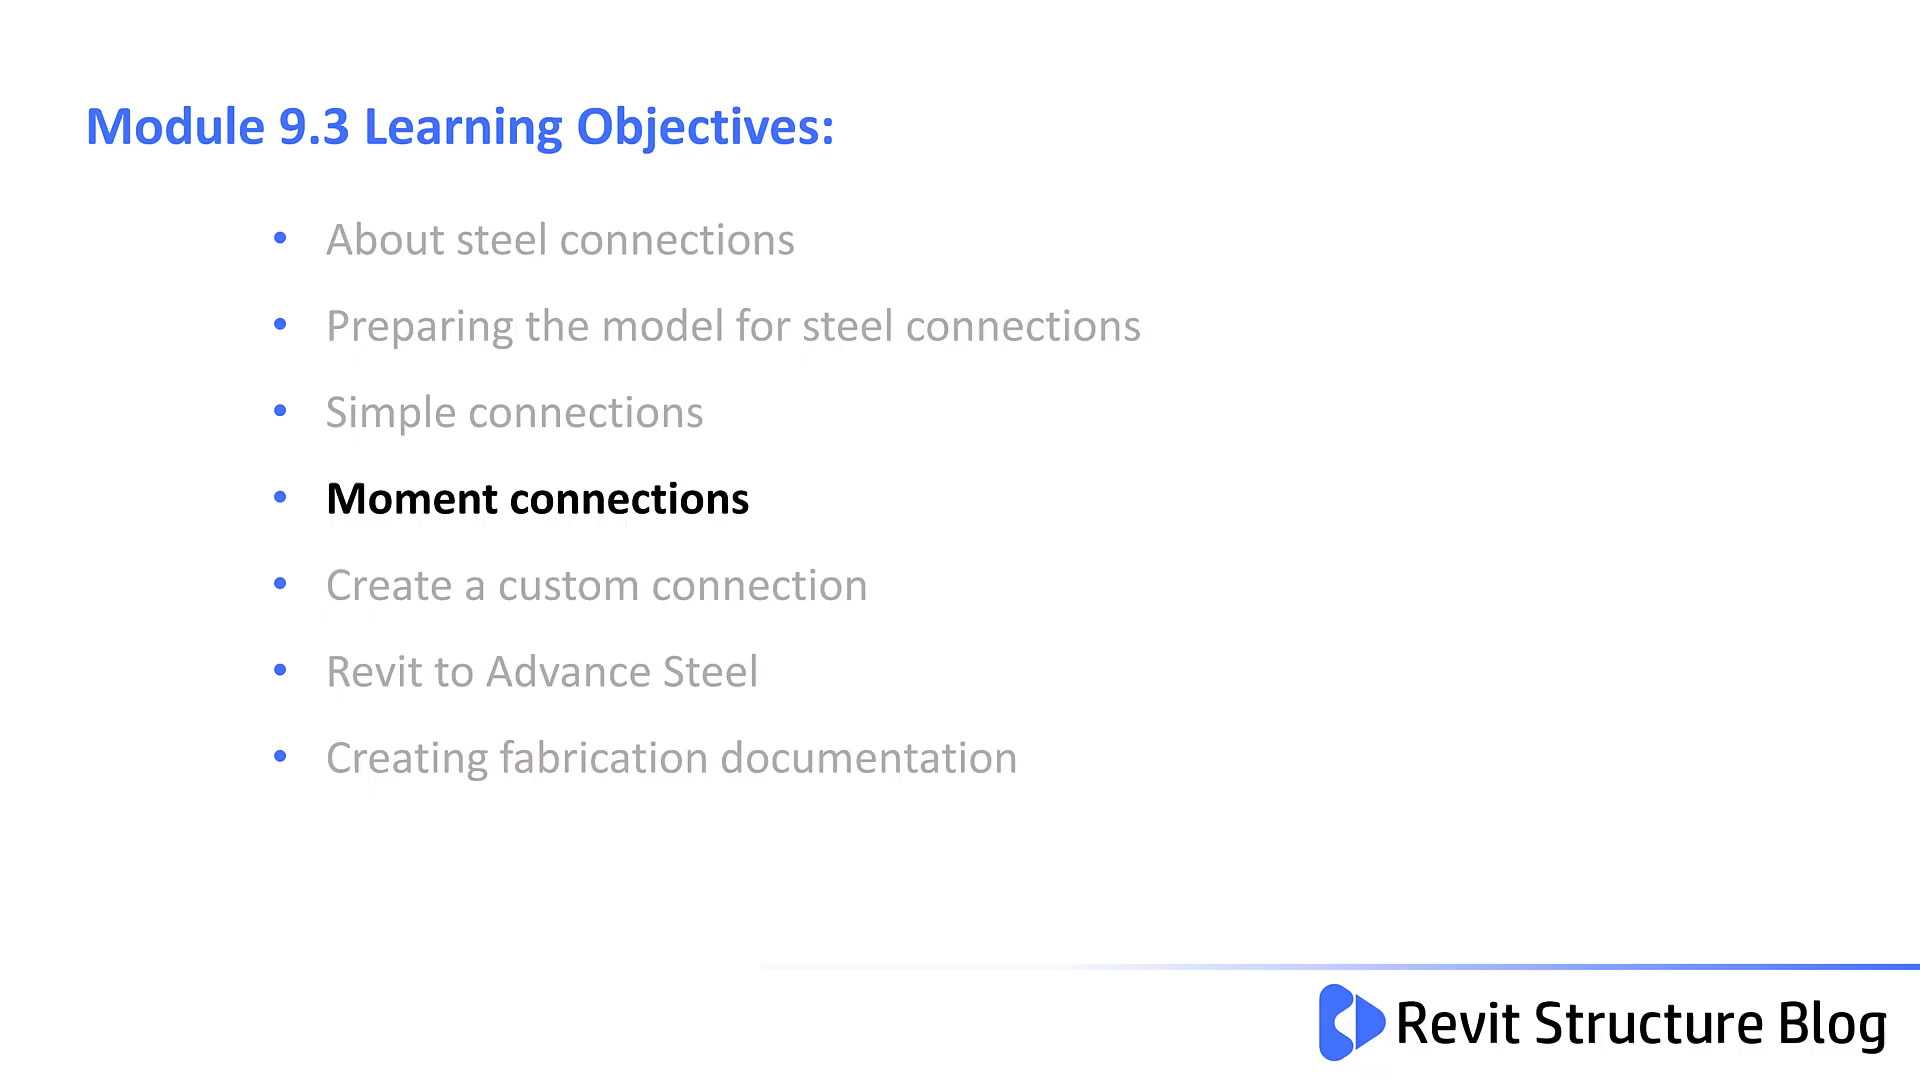 Module 9.3 Learning Objectives:
• About steel connections
• Preparing the model for steel connections
• Simple connections
• Moment connections
• Create a custom connection
• Revit to Advance Steel
• Creating fabrication documentation
Revit Structure Blog